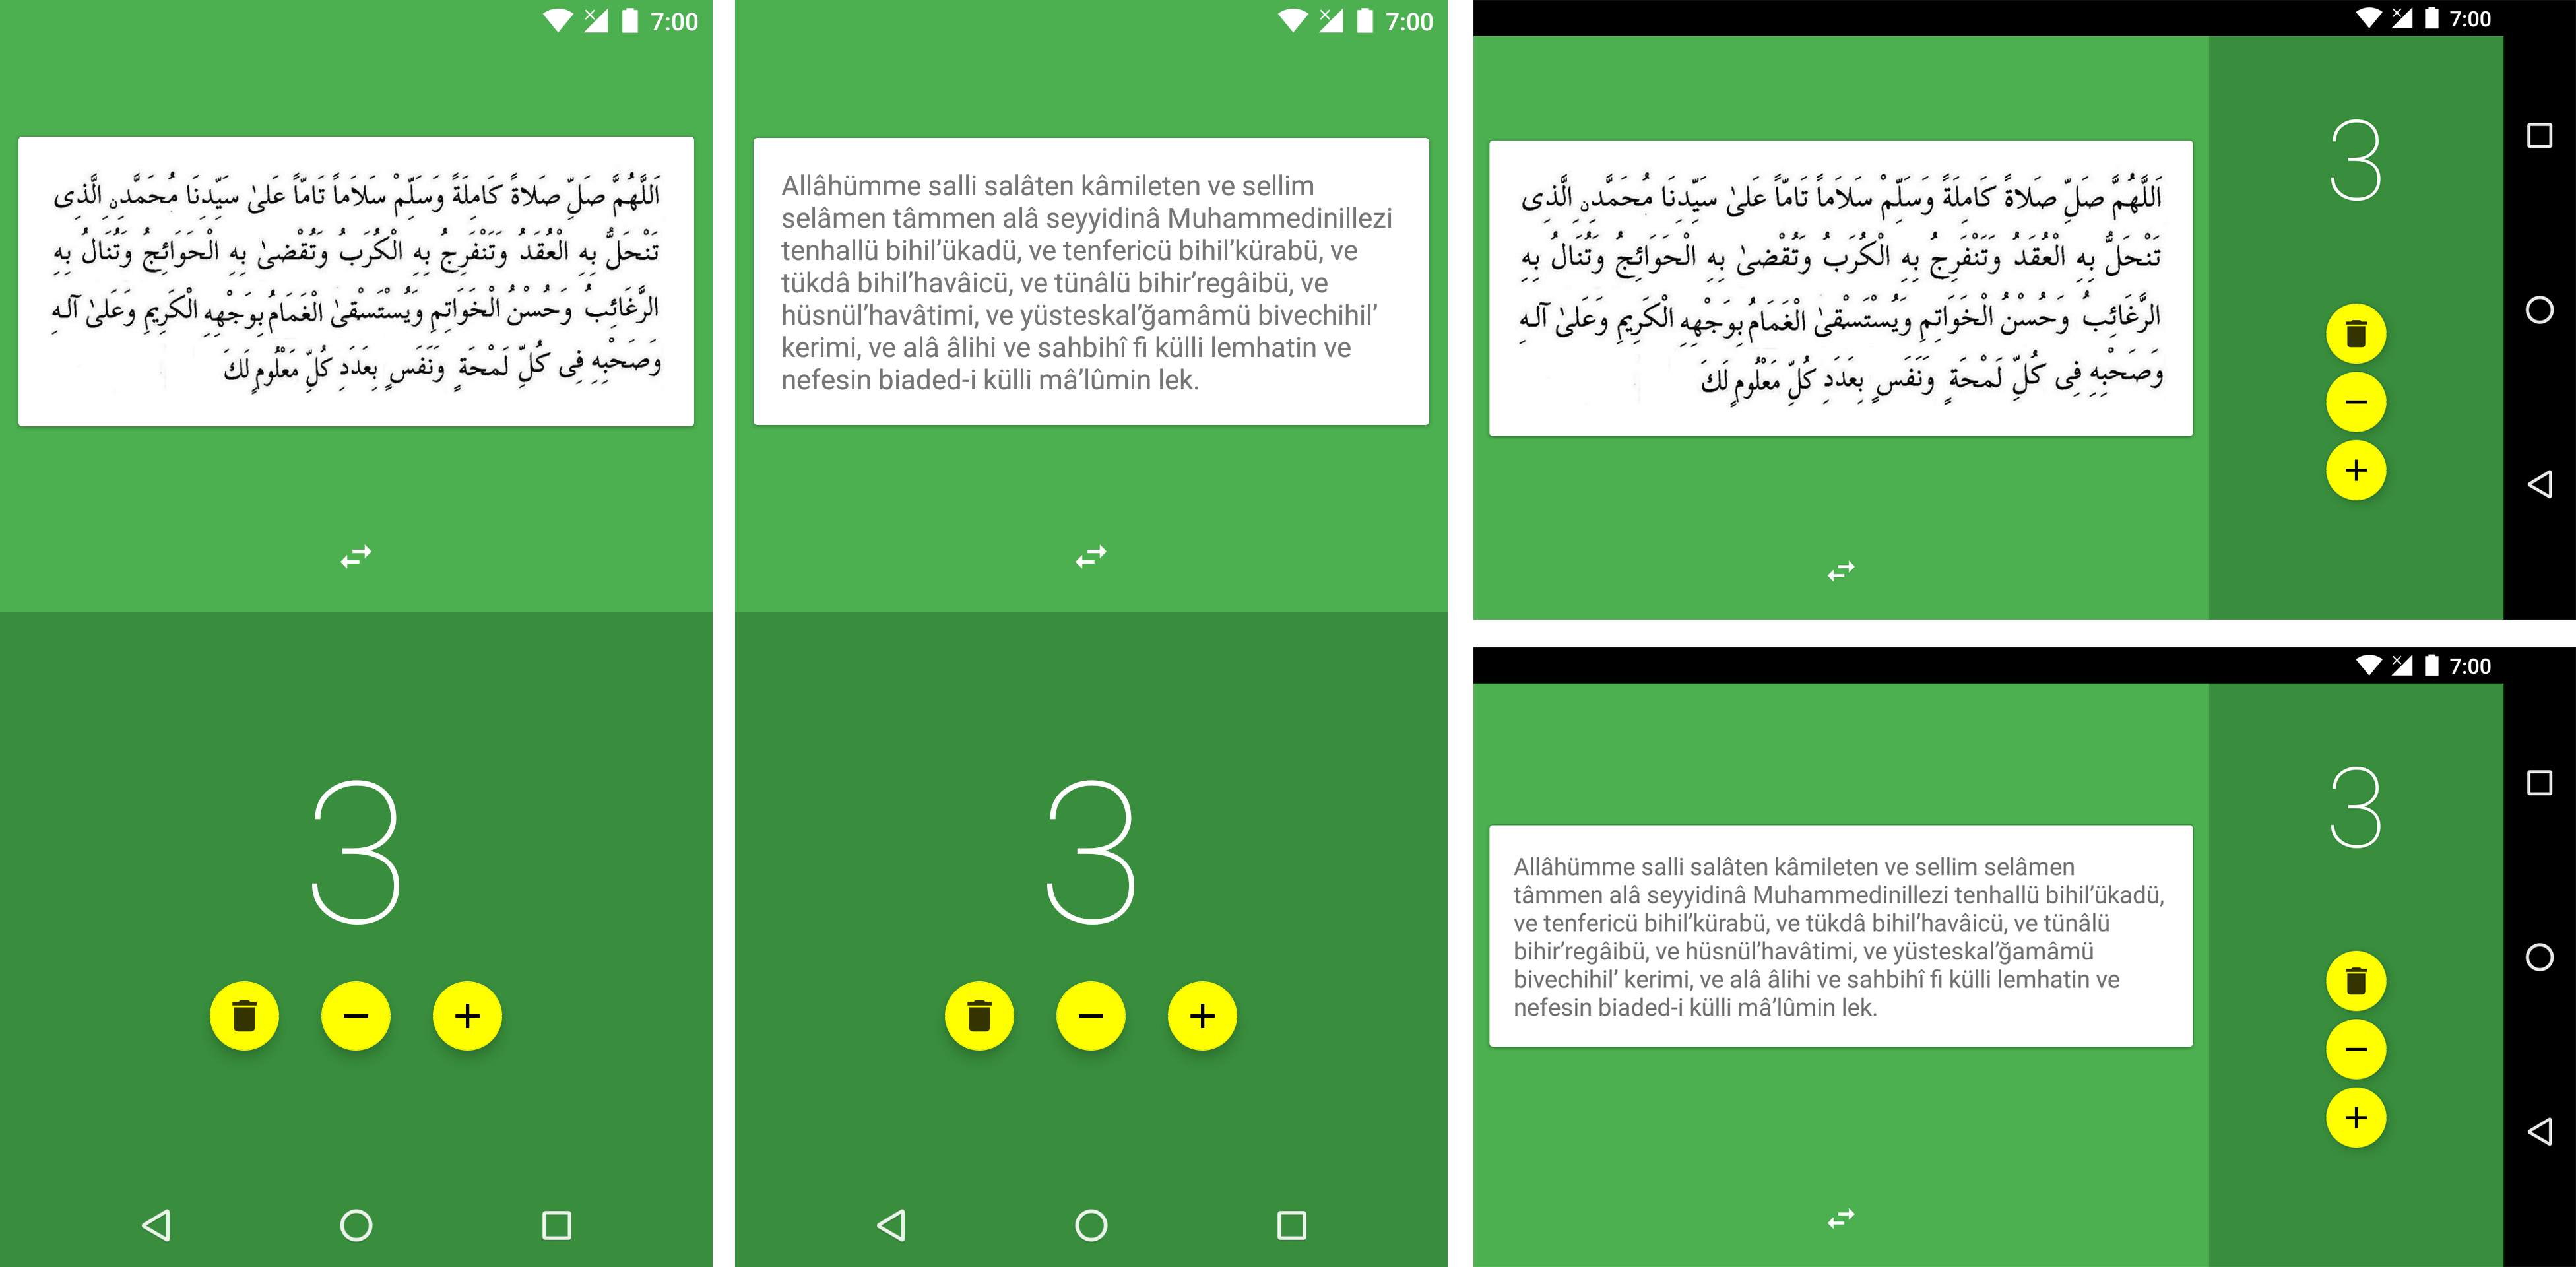 7:00
اَللّٰهُمَّ صَلِّ صَلاَةً كَامِلَةً وَسَلِّمْ سَلاَماً تَامّاً عَلىٰ سَيِّدِنَا مُحَمَّدٍنِ الَّذِى
تَنْحَلُّ بِهِ الْعُقَدُ وَتَنْفَرِجُ بِهِ الْكُرَبُ وَتُقْضىٰ بِهِ الْحَوَائِجُ وَتُنَالُ بِهِ
الرَّغَائِبُ وَحُسْنُ الْخَوَاتِمِ وَيُسْتَسْقىٰ الْغَمَامُ بِوَجْهِهِ الْكَرِيمِ وَعَلىٰ آلِهِ
وَصَحْبِهِ فِى كُلِّ لَمْحَةٍ وَنَفَسٍ بِعَدَدِ كُلِّ مَعْلُومٍ لَكَ
3
7:00
Allâhümme salli salâten kâmileten ve sellim
selâmen tâmmen alâ seyyidinâ Muhammedinillezi
tenhallü bihil’ükadü, ve tenfericü bihil’kürabü, ve
tükdâ bihil’havâicü, ve tünâlü bihir’regâibü, ve
hüsnül’havâtimi, ve yüsteskal’ğamâmü bivechihil’
kerimi, ve alâ âlihi ve sahbihî fi külli lemhatin ve
nefesin biaded-i külli mâ’lûmin lek.
3
7:00
اَللّٰهُمَّ صَلِّ صَلاَةً كَامِلَةً وَسَلِّمْ سَلاَماً تَامّاً عَلىٰ سَيِّدِنَا مُحَمَّدٍنِ الَّذِى
تَنْحَلُّ بِهِ الْعُقَدُ وَتَنْفَرِجُ بِهِ الْكُرَبُ وَتُقْضىٰ بِهِ الْحَوَائِجُ وَتُنَالُ بِهِ
الرَّغَائِبُ وَحُسْنُ الْخَوَاتِمِ وَيُسْتَسْقىٰ الْغَمَامُ بِوَجْهِهِ الْكَرِيمِ وَعَلىٰ آلِهِ
وَصَحْبِهِ فِى كُلِّ لَمْحَةٍ وَنَفَسٍ بِعَدَدِ كُلِّ مَعْلُومٍ لَكَ
3
7:00
Allâhümme salli salâten kâmileten ve sellim selâmen
tâmmen alâ seyyidinâ Muhammedinillezi tenhallü bihil’ükadü,
ve tenfericü bihil’kürabü, ve tükdâ bihil’havâicü, ve tünâlü
bihir’regâibü, ve hüsnül’havâtimi, ve yüsteskal’ğamâmü
bivechihil’ kerimi, ve alâ âlihi ve sahbihî fi külli lemhatin ve
nefesin biaded-i külli mâ’lûmin lek.
3